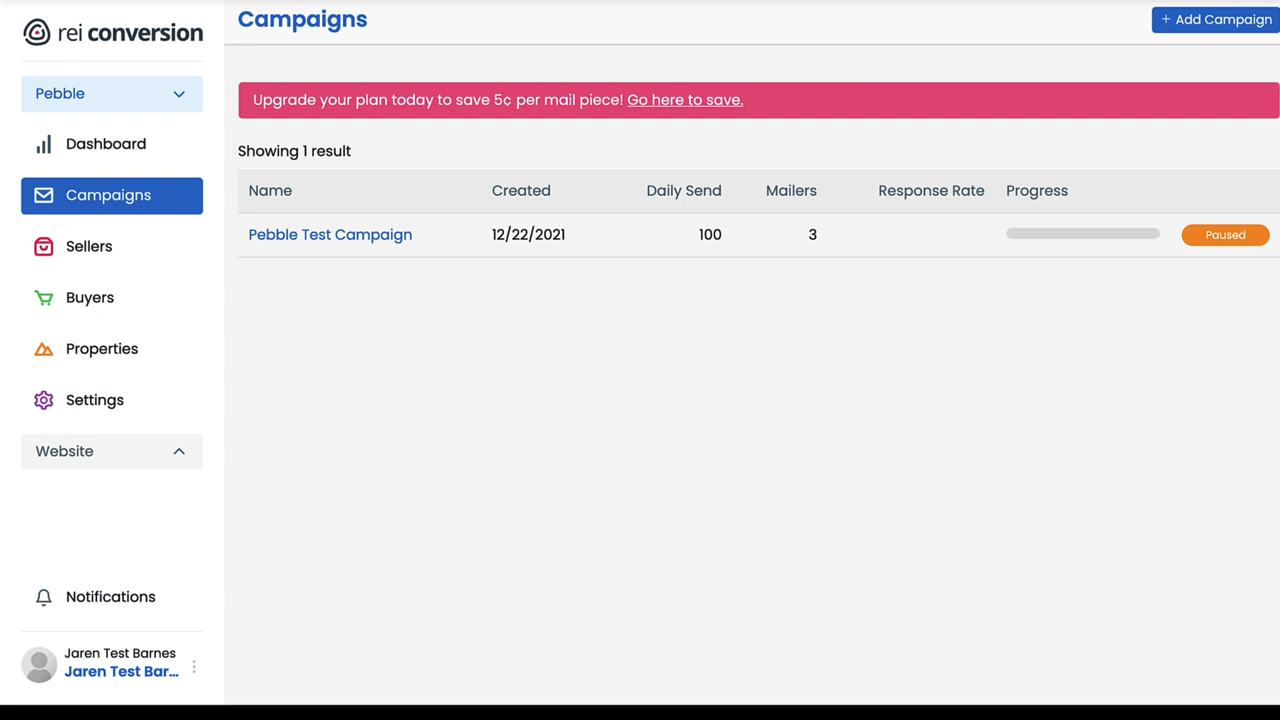 rei conversion
Pebble
Dashboard
Campaigns
Sellers
Buyers
Properties
Settings
Website
Notifications
Jaren Test Barnes
Jaren Test Bar...
Campaigns
+ Add Campaign
Upgrade your plan today to save 5¢ per mail piece! Go here to save.
Showing 1 result
Name Created Daily Send Mailers Response Rate Progress
Pebble Test Campaign 12/22/2021 100 3 Paused